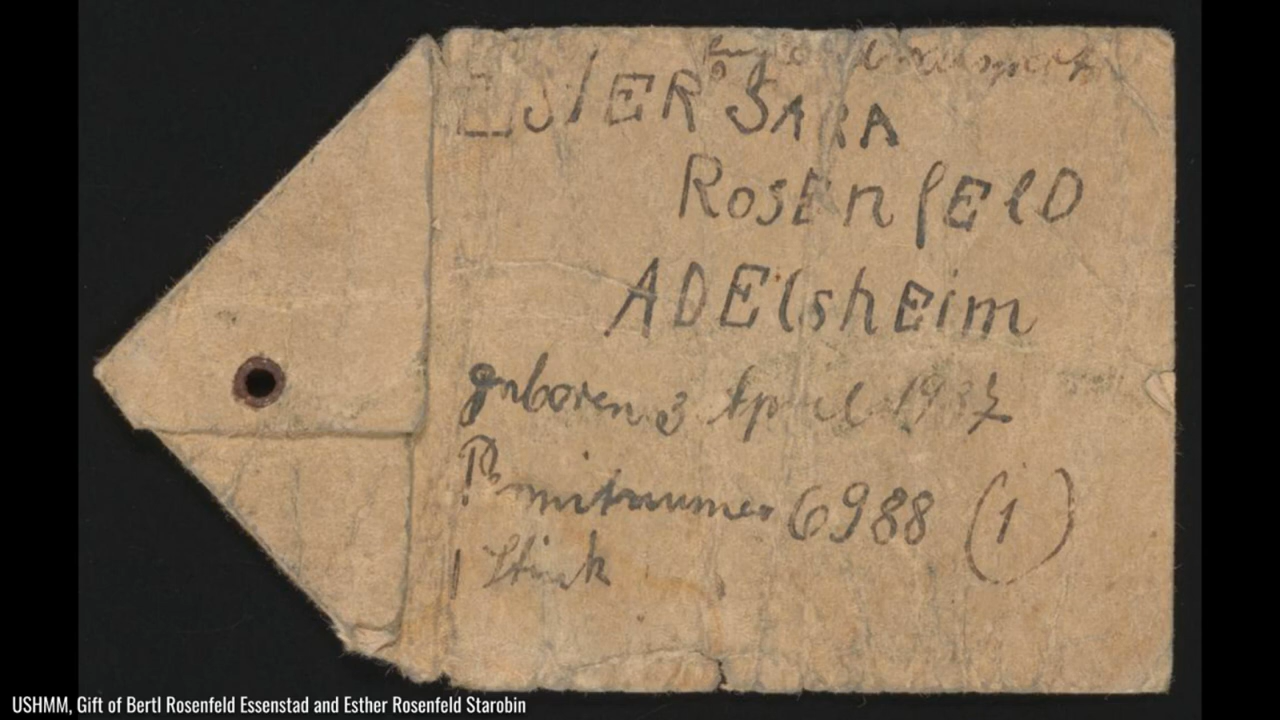 ESTER SARA
RosEnfElD
ADElshEim
geboren 3 April 1937
Permitnummer 6988 (1)
1 Stück
USHMM, Gift of Bertl Rosenfeld Essenstad and Esther Rosenfeld Starobin